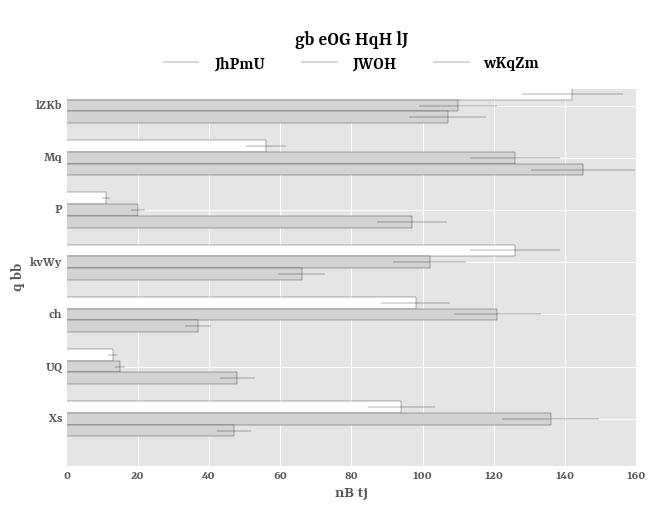 gb eOG HqH lJ
JhPmU JWOH wKqZm
lZKb
Mq
P
kvWy
ch
UQ
Xs
q bb
0 20 40 60 80 100 120 140 160
nB tj